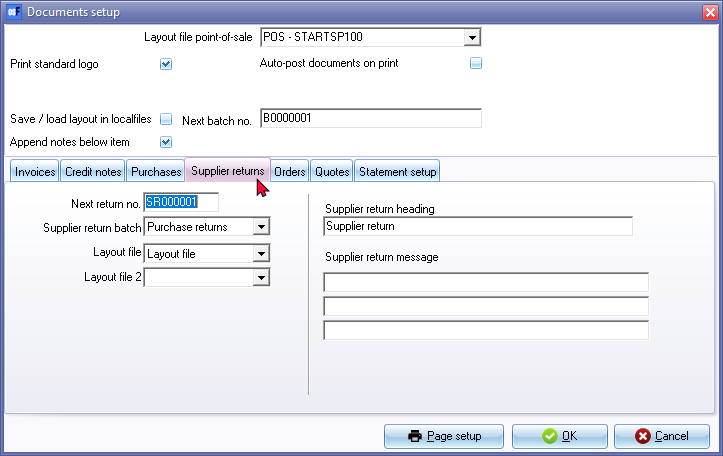 Documents setup
Layout file point-of-sale POS - STARTSP100
Print standard logo Auto-post documents on print
Save / load layout in localfiles Next batch no. B0000001
Append notes below item
Invoices Credit notes Purchases Supplier returns Orders Quotes Statement setup
Next return no. SR000001
Supplier return heading
Supplier return batch Purchase returns Supplier return
Layout file Layout file
Supplier return message
Layout file 2
Page setup OK Cancel